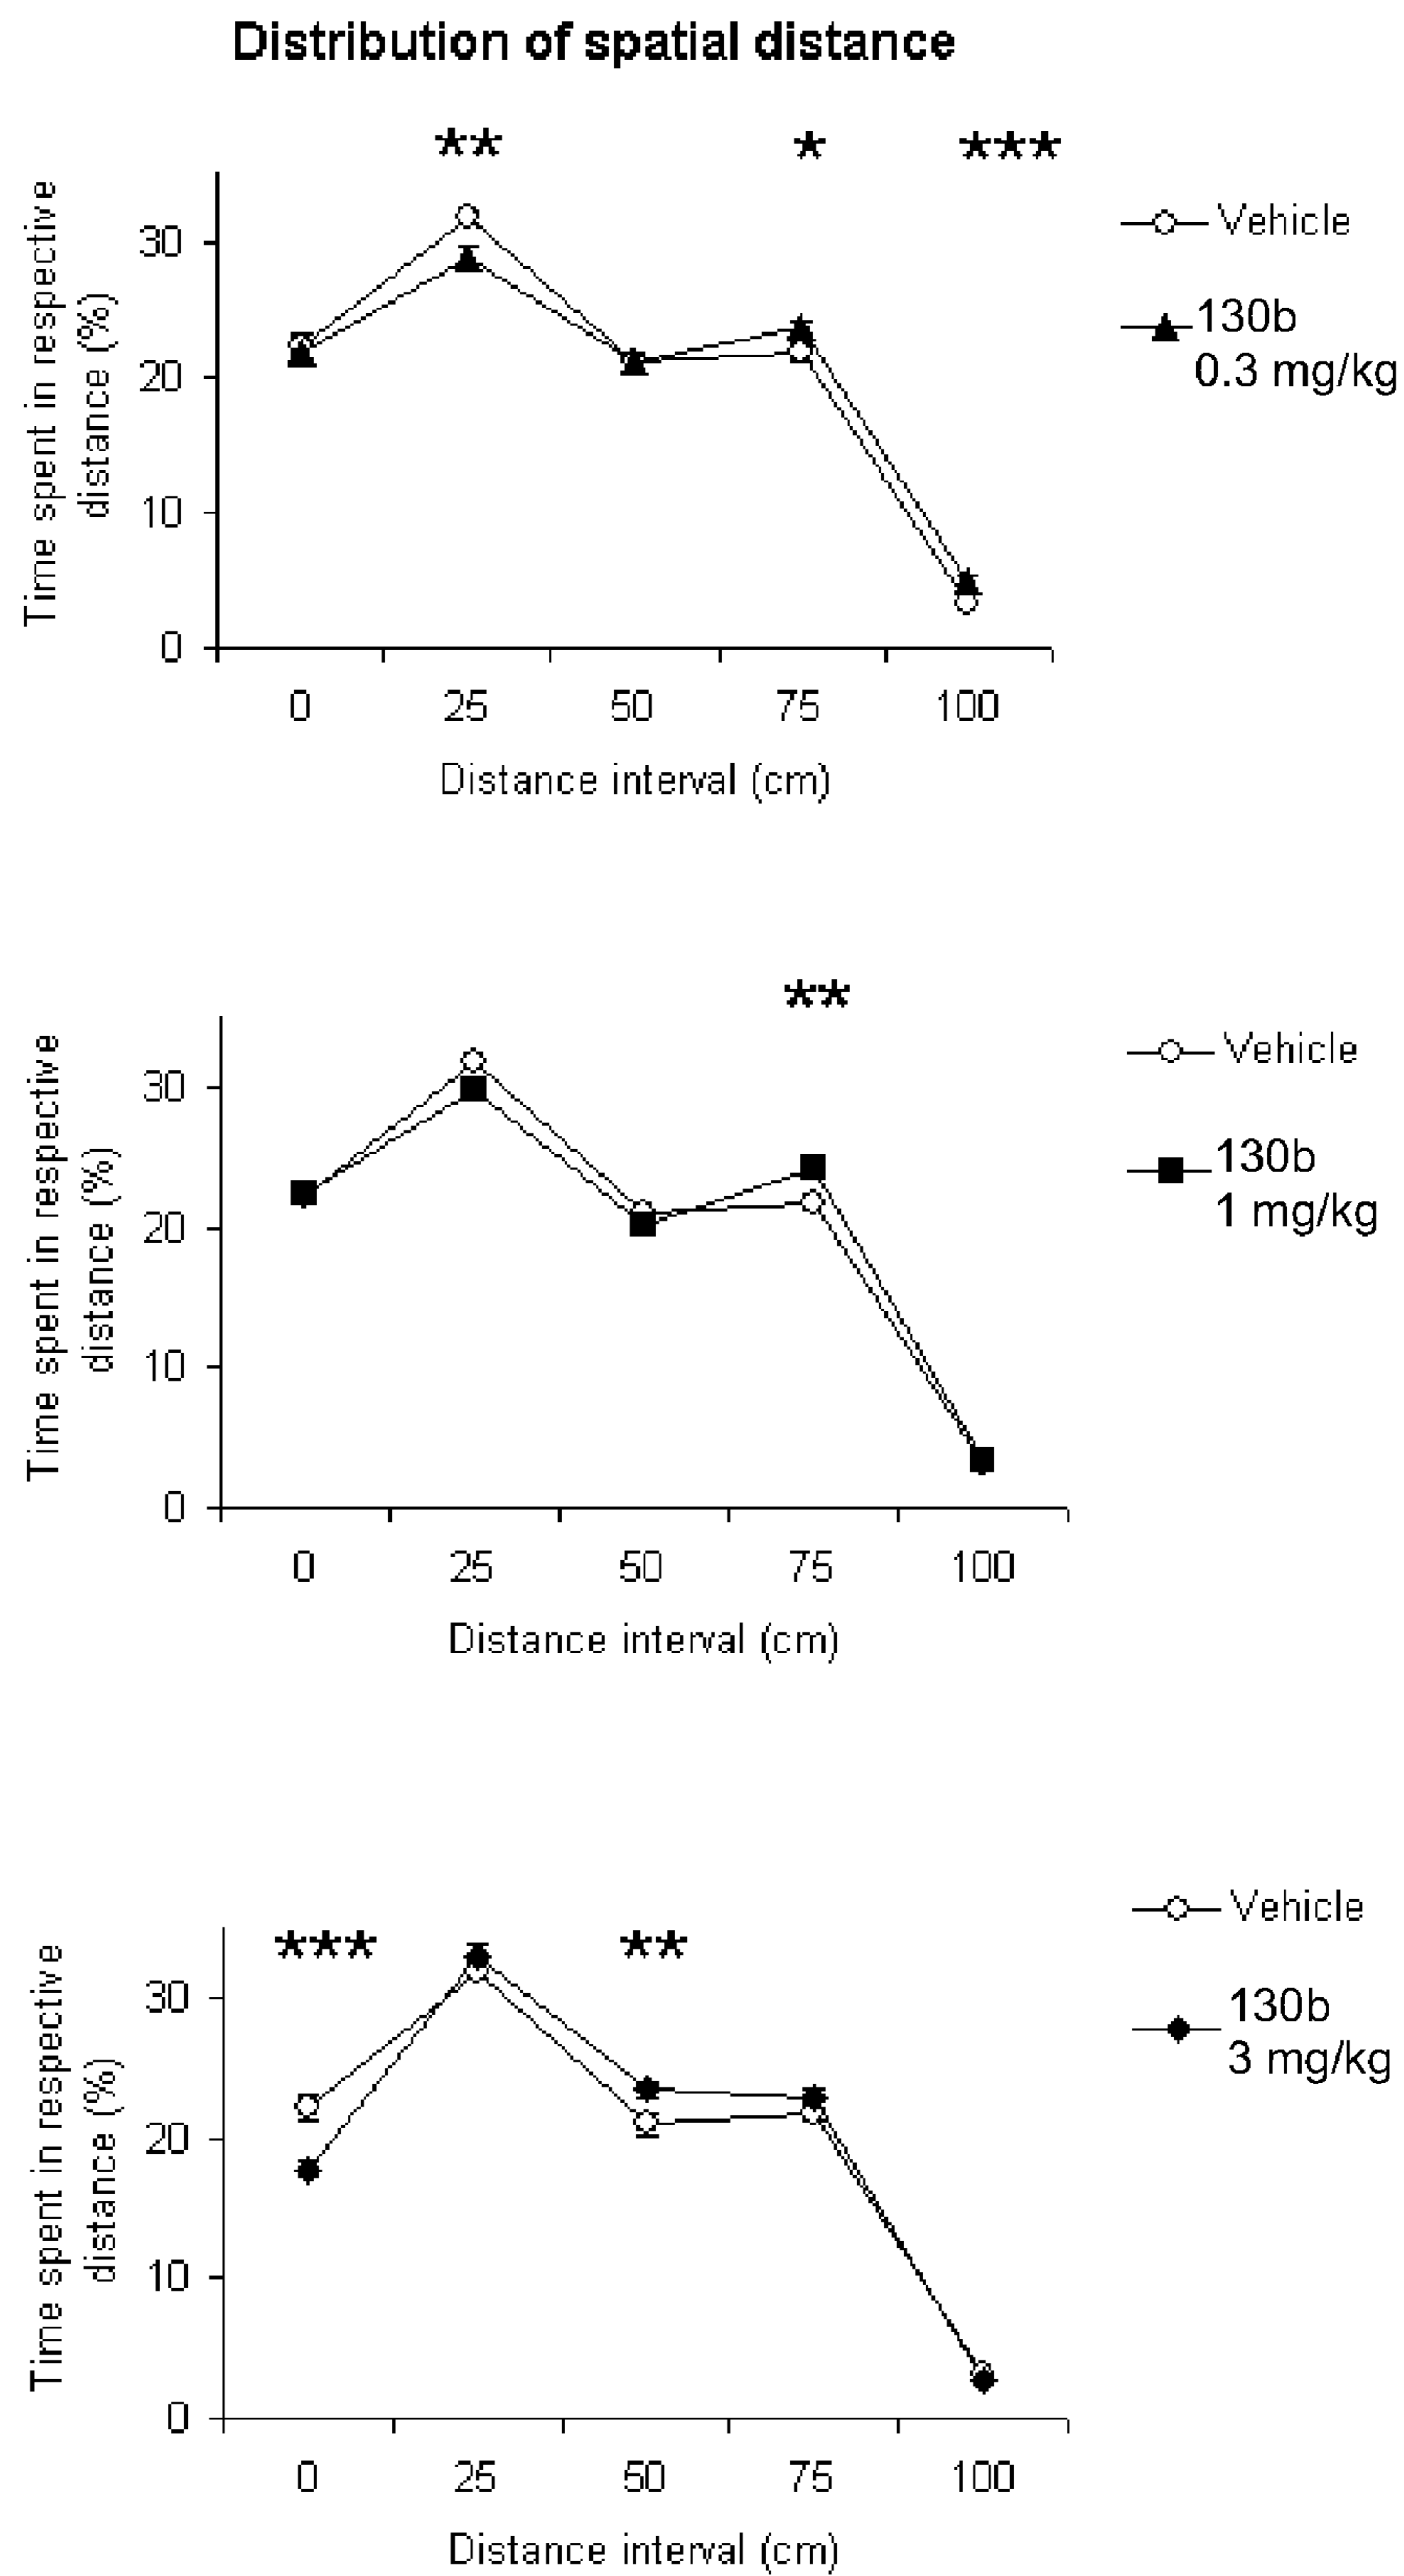 Distribution of spatial distance
** * ***
Time spent in respective
distance (%)
30
20
10
0
0 25 50 75 100
Distance interval (cm)
Vehicle
130b
0.3 mg/kg
**
Time spent in respective
distance (%)
30
20
10
0
0 25 50 75 100
Distance interval (cm)
Vehicle
130b
1 mg/kg
*** **
Time spent in respective
distance (%)
30
20
10
0
0 25 50 75 100
Distance interval (cm)
Vehicle
130b
3 mg/kg